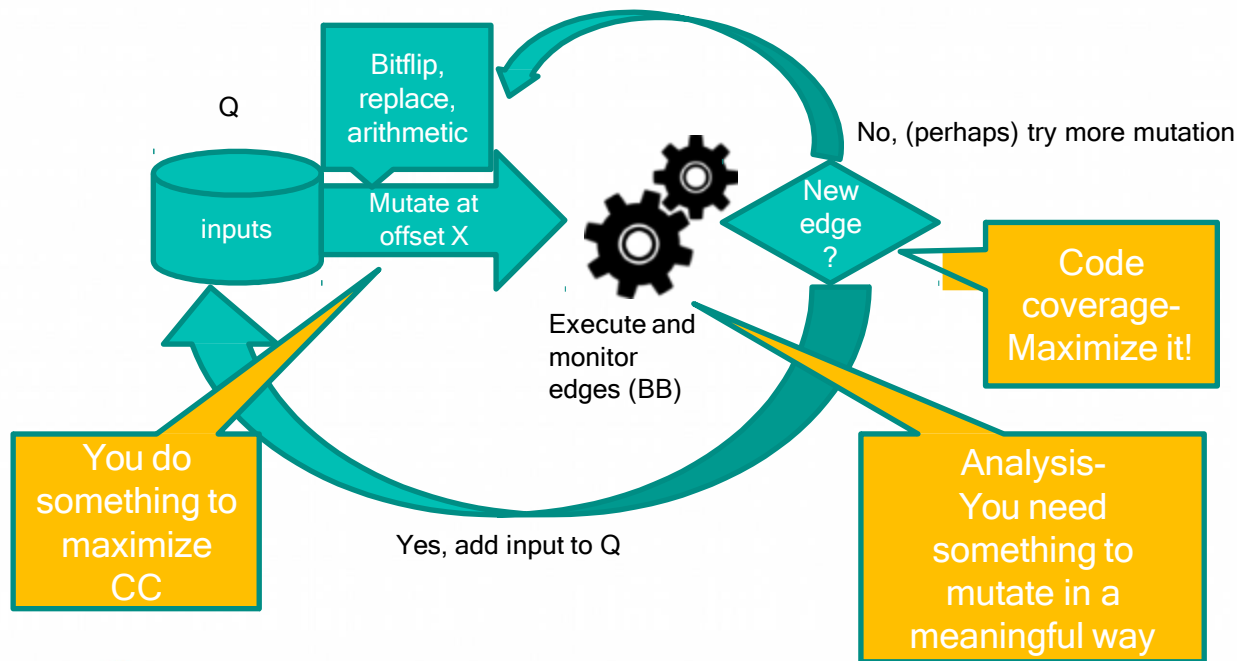 Bitflip,
replace,
arithmetic
Q
No, (perhaps) try more mutation
inputs
Mutate at
offset X
New
edge
?
Code
coverage-
Maximize it!
Execute and
monitor
edges (BB)
You do
something to
maximize
CC
Yes, add input to Q
Analysis-
You need
something to
mutate in a
meaningful way